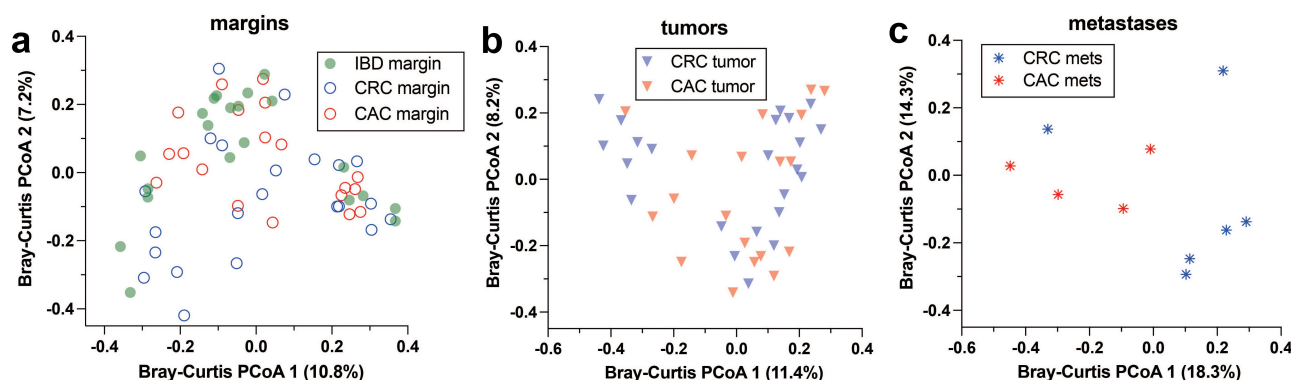 a
margins
IBD margin
CRC margin
CAC margin
Bray-Curtis PCoA 2 (7.2%)
0.4
0.2
0.0
-0.2
-0.4
-0.4
-0.2
0.0
0.2
0.4
Bray-Curtis PCoA 1 (10.8%)
b
tumors
CRC tumor
CAC tumor
Bray-Curtis PCoA 2 (8.2%)
0.4
0.2
0.0
-0.2
-0.4
-0.6
-0.4
-0.2
0.0
0.2
0.4
Bray-Curtis PCoA 1 (11.4%)
c
metastases
CRC mets
CAC mets
Bray-Curtis PCoA 2 (14.3%)
0.4
0.2
0.0
-0.2
-0.4
-0.6
-0.4
-0.2
0.0
0.2
0.4
Bray-Curtis PCoA 1 (18.3%)